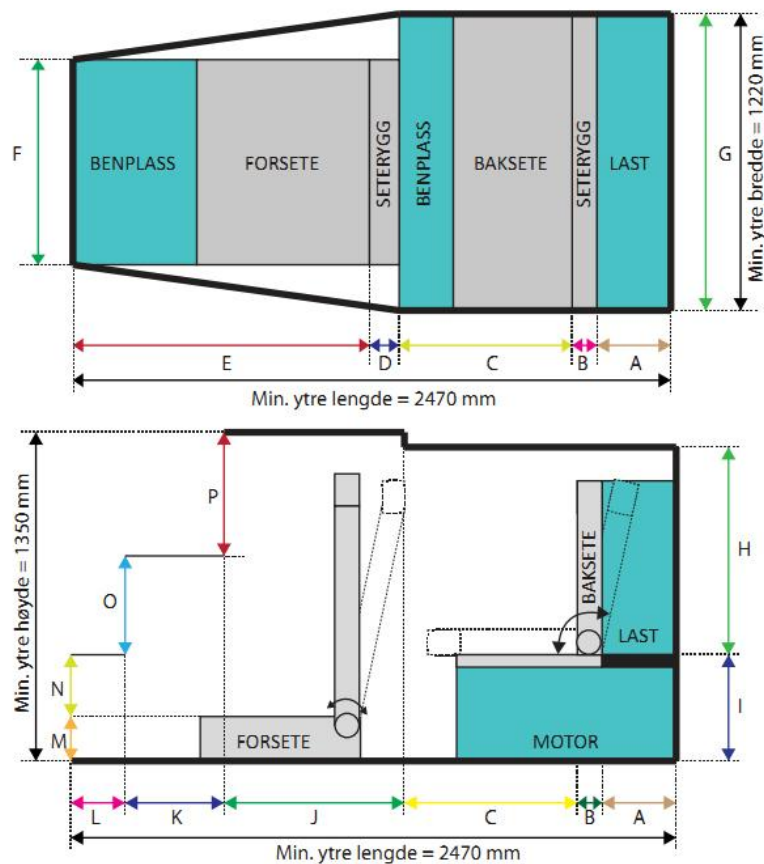 F
BENPLASS
FORSETE
SETERYGG
BENPLASS
BAKSETE
SETERYGG
LAST
G
Min. ytre bredde = 1220 mm
E
D
C
B
A
Min. ytre lengde = 2470 mm
Min. ytre høyde = 1350 mm
P
O
N
M
FORSETE
BAKSETE
LAST
MOTOR
H
I
L
K
J
C
B
A
Min. ytre lengde = 2470 mm